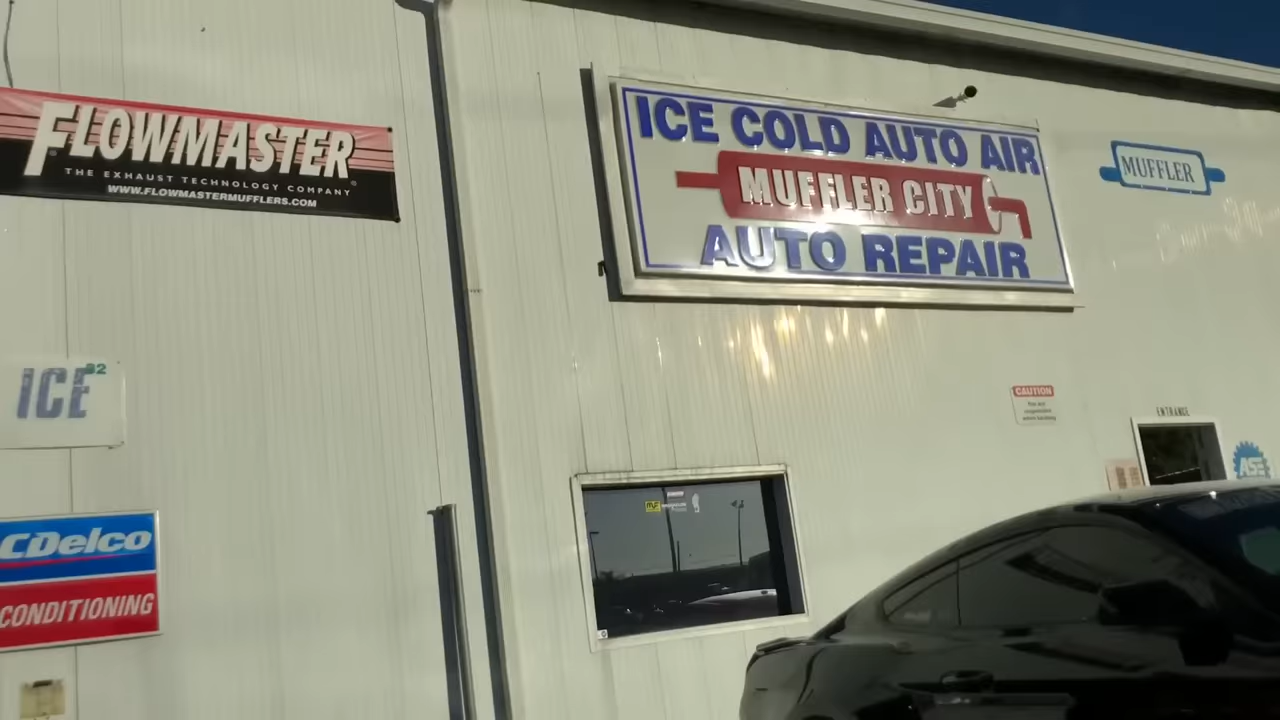 FLOWMASTER
THE EXHAUST TECHNOLOGY COMPANY
WWW.FLOWMASTERMUFFLERS.COM
ICE COLD AUTO AIR
MUFFLER CITY
AUTO REPAIR
MUFFLER
ICE
CDelco
CONDITIONING
CAUTION
ENTRANCE
ASE